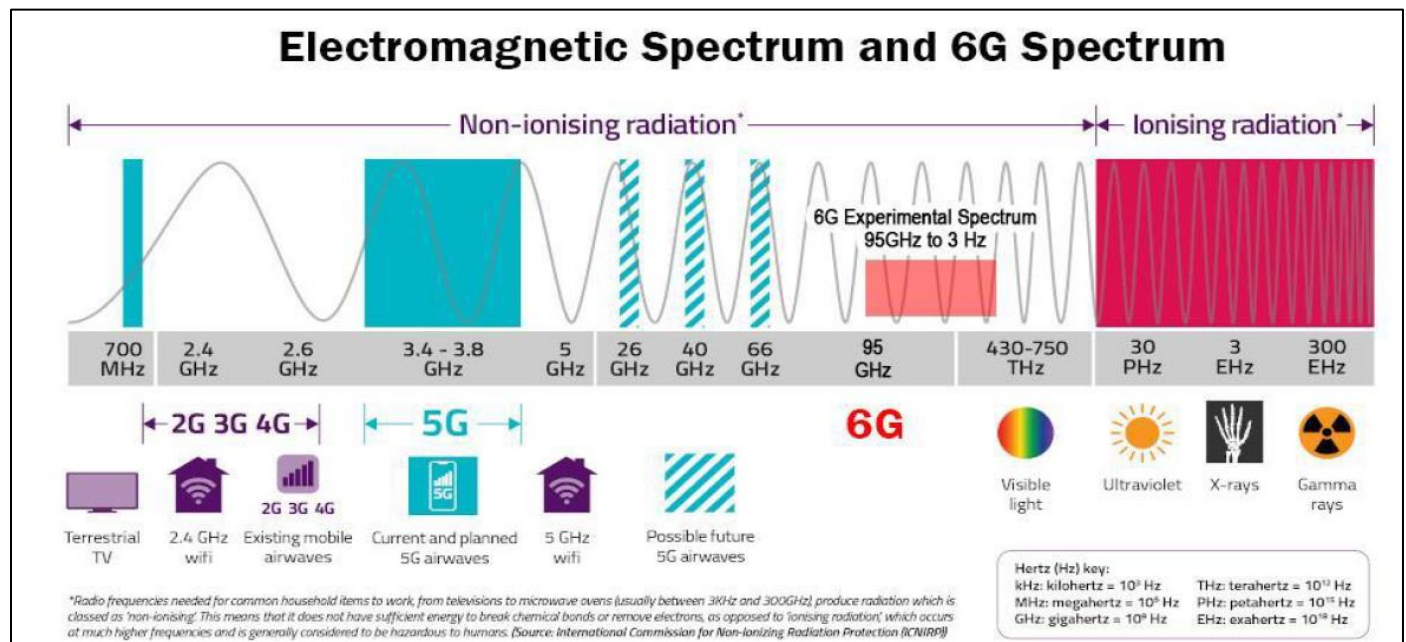 Electromagnetic Spectrum and 6G Spectrum
Non-ionising radiation*
Ionising radiation*
6G Experimental Spectrum
95GHz to 3 Hz
700 MHz
2.4 GHz
2.6 GHz
3.4 - 3.8 GHz
5 GHz
26 GHz
40 GHz
66 GHz
95 GHz
430-750 THz
30 PHz
3 EHz
300 EHz
2G 3G 4G
5G
6G
5G
2G 3G 4G
Terrestrial TV
2.4 GHz wifi
Existing mobile airwaves
Current and planned 5G airwaves
5 GHz wifi
Possible future 5G airwaves
Visible light
Ultraviolet
X-rays
Gamma rays
Hertz (Hz) key:
kHz: kilohertz = 10³ Hz
MHz: megahertz = 10⁶ Hz
GHz: gigahertz = 10⁹ Hz
THz: terahertz = 10¹² Hz
PHz: petahertz = 10¹⁵ Hz
EHz: exahertz = 10¹⁸ Hz
*Radio frequencies needed for common household items to work, from televisions to microwave ovens (usually between 3KHz and 300GHz), produce radiation which is
classed as 'non-ionising'. This means that it does not have sufficient energy to break chemical bonds or remove electrons, as opposed to 'ionising radiation', which occurs
at much higher frequencies and is generally considered to be hazardous to humans. (Source: International Commission for Non-Ionizing Radiation Protection (ICNIRP))